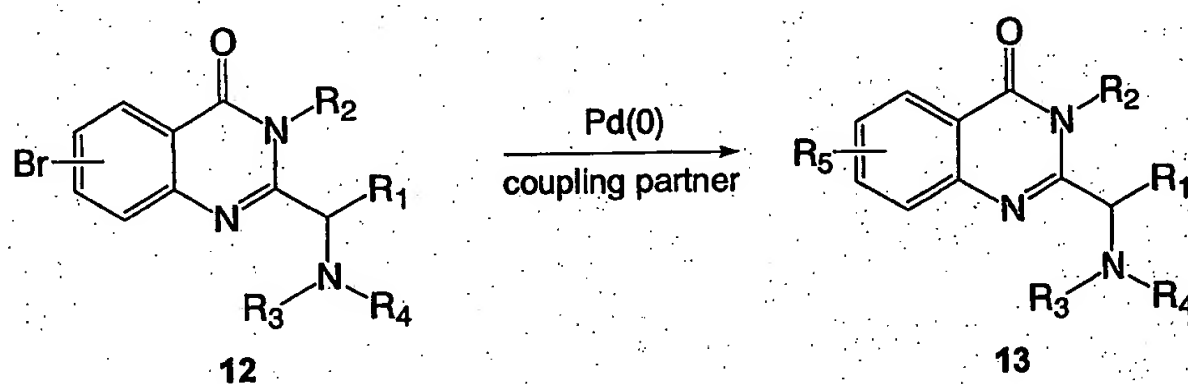 O
R₂
N
Br
N
R₁
N
R₃
R₄
12
Pd(0)
coupling partner
O
R₂
N
R₅
N
R₁
N
R₃
R₄
13